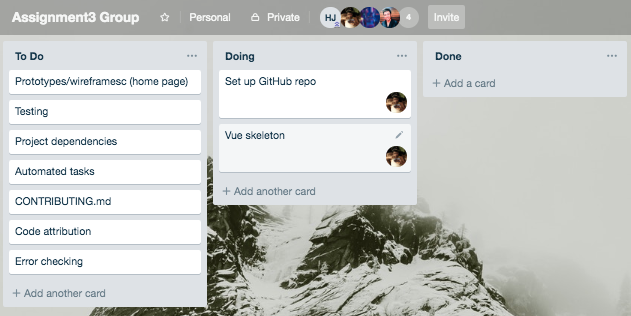 Assignment3 Group
Personal
Private
HJ
4
Invite
To Do
Prototypes/wireframesc (home page)
Testing
Project dependencies
Automated tasks
CONTRIBUTING.md
Code attribution
Error checking
+ Add another card
Doing
Set up GitHub repo
Vue skeleton
+ Add another card
Done
+ Add a card